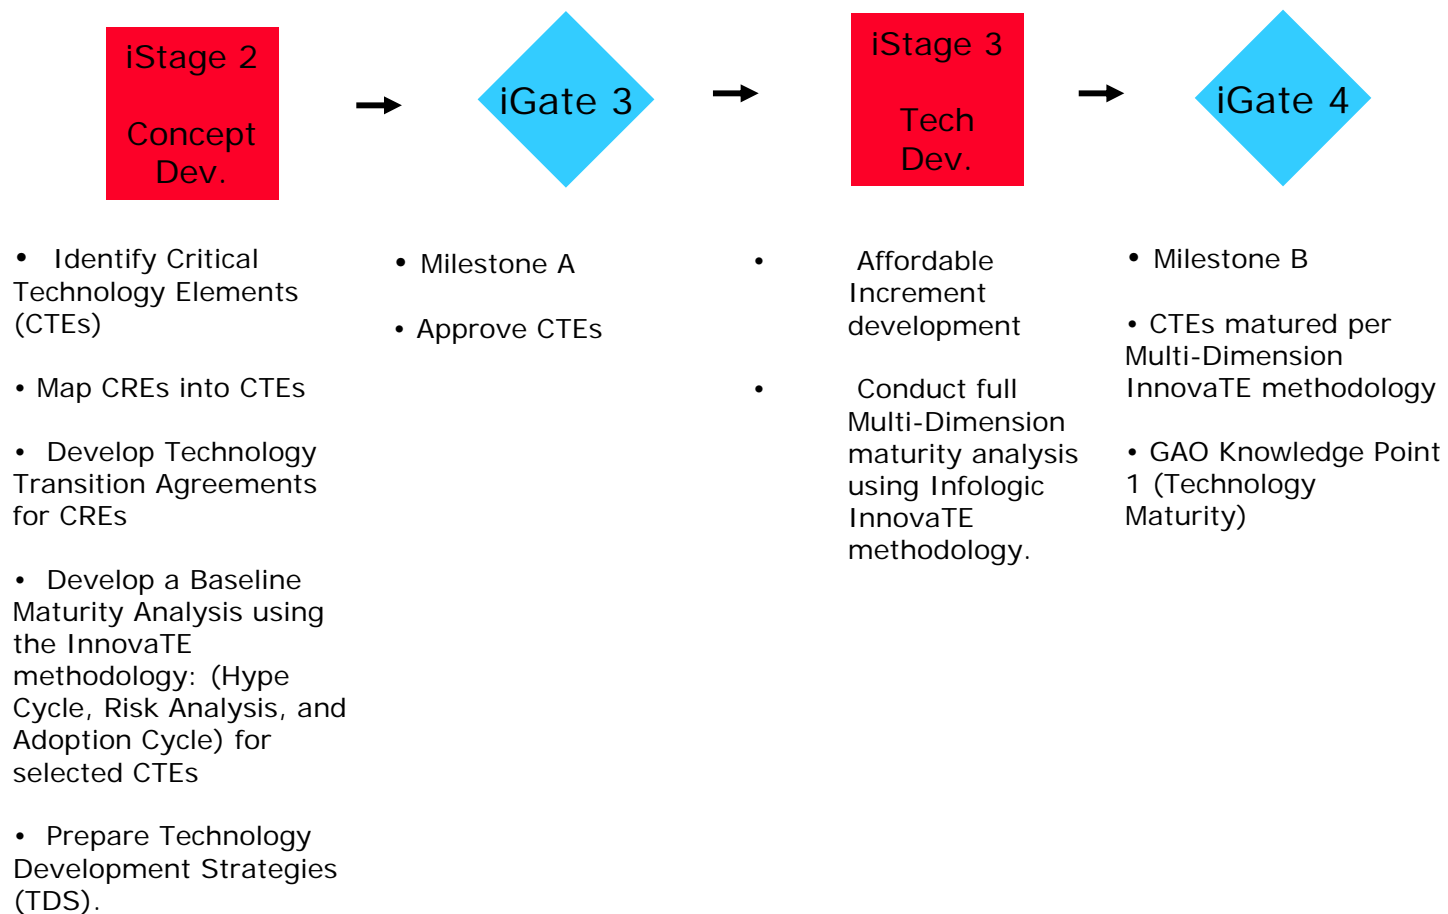 iStage 2
Concept
Dev.
iGate 3
iStage 3
Tech
Dev.
iGate 4
• Identify Critical
Technology Elements
(CTEs)
• Map CREs into CTEs
• Develop Technology
Transition Agreements
for CREs
• Develop a Baseline
Maturity Analysis using
the InnovaTE
methodology: (Hype
Cycle, Risk Analysis, and
Adoption Cycle) for
selected CTEs
• Prepare Technology
Development Strategies
(TDS).
• Milestone A
• Approve CTEs
• Affordable
Increment
development
• Conduct full
Multi-Dimension
maturity analysis
using Infologic
InnovaTE
methodology.
• Milestone B
• CTEs matured per
Multi-Dimension
InnovaTE methodology
• GAO Knowledge Point
1 (Technology
Maturity)